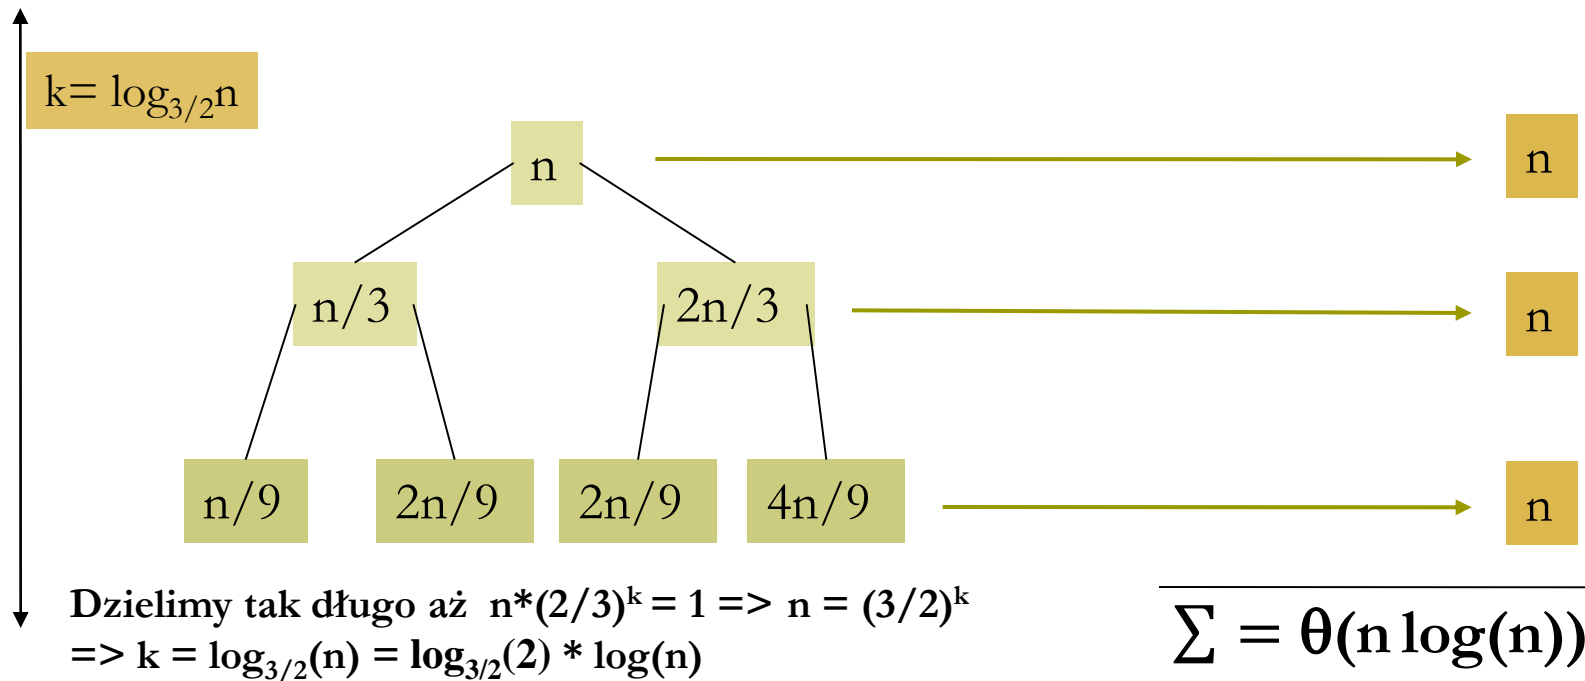 k= log₃/₂n
n
n
n/3
2n/3
n
n/9
2n/9
2n/9
4n/9
n
Dzielimy tak długo aż n*(2/3)ᵏ = 1 => n = (3/2)ᵏ
=> k = log₃/₂(n) = log₃/₂(2) * log(n)
∑ = θ(n log(n))